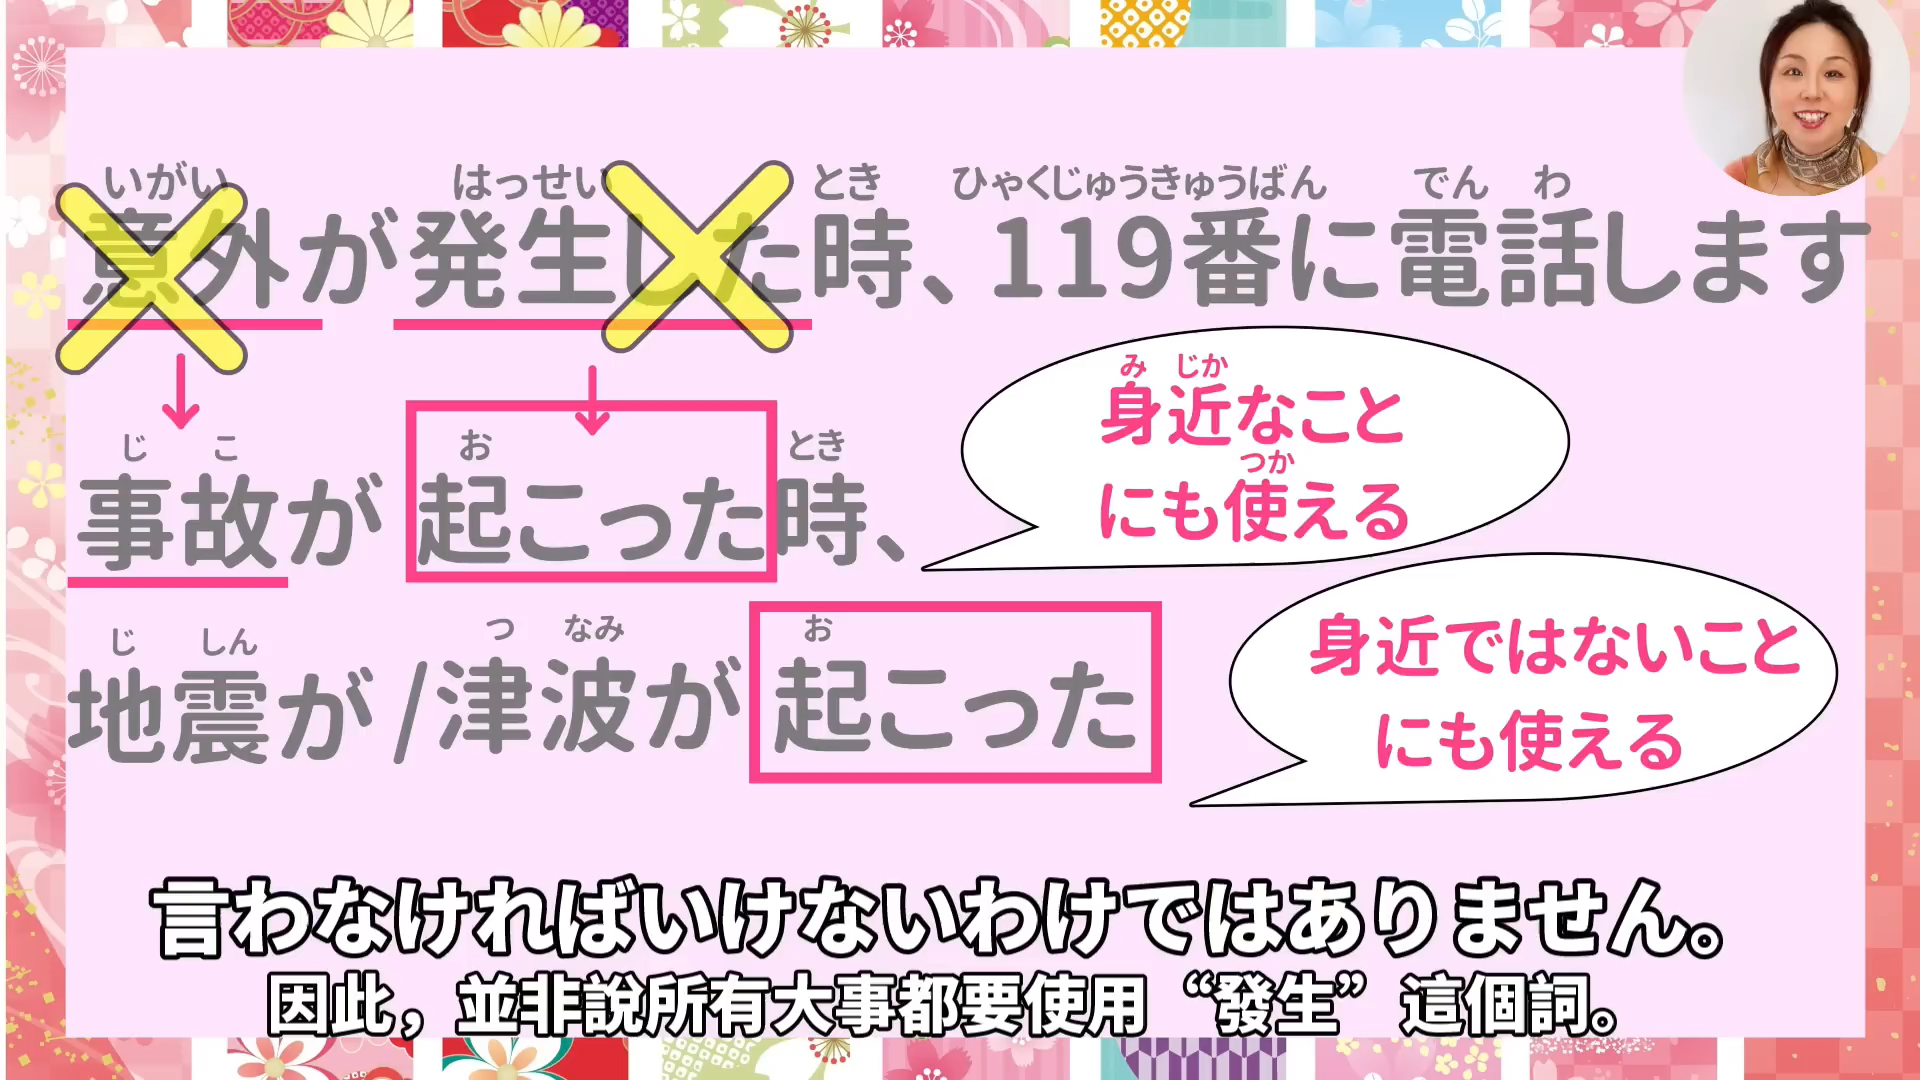 いがい はっせい とき ひゃくじゅうきゅうばん でん わ
意外が発生した時、119番に電話します
じ こ お とき
事故が 起こった時、
み じか
身近なこと
つか
にも使える
じ しん つ なみ お
地震が/津波が 起こった
身近ではないこと
にも使える
言わなければいけないわけではありません。
因此，並非說所有大事都要使用“發生”這個詞。